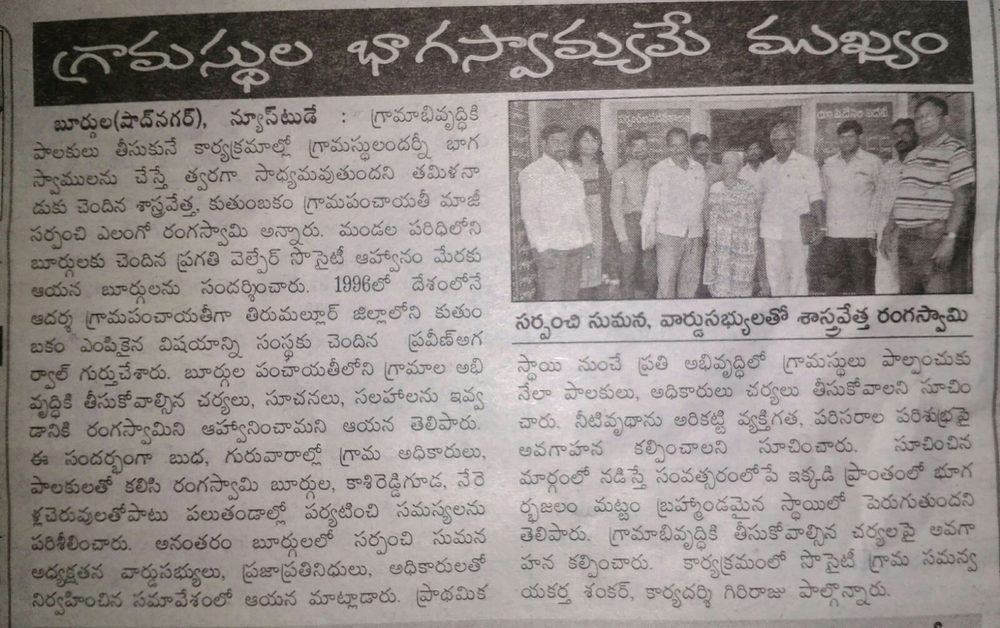 గ్రామస్థుల భాగస్వామ్యమే ముఖ్యం
బూర్గుల(షాద్‌నగర్), న్యూస్‌టుడే : గ్రామాభివృద్ధికి
పాలకులు తీసుకునే కార్యక్రమాల్లో గ్రామస్థులందర్నీ భాగ
స్వాములను చేస్తే త్వరగా సాధ్యమవుతుందని తమిళనా
డుకు చెందిన శాస్త్రవేత్త, కుతుంబకం గ్రామపంచాయతీ మాజీ
సర్పంచి ఎలంగో రంగస్వామి అన్నారు. మండల పరిధిలోని
బూర్గులకు చెందిన ప్రగతి వెల్ఫేర్ సొసైటీ ఆహ్వానం మేరకు
ఆయన బూర్గులను సందర్శించారు. 1996లో దేశంలోనే
ఆదర్శ గ్రామపంచాయతీగా తిరుమల్లూర్ జిల్లాలోని కుతుం
బకం ఎంపికైన విషయాన్ని సంస్థకు చెందిన ప్రవీణ్‌అగ
ర్వాల్ గుర్తుచేశారు. బూర్గుల పంచాయతీలోని గ్రామాల అభి
వృద్ధికి తీసుకోవాల్సిన చర్యలు, సూచనలు, సలహాలను ఇవ్వ
డానికి రంగస్వామిని ఆహ్వానించామని ఆయన తెలిపారు.
ఈ సందర్భంగా బుధ, గురువారాల్లో గ్రామ అధికారులు,
పాలకులతో కలిసి రంగస్వామి బూర్గుల, కాశిరెడ్డిగూడ, నేరె
ళ్లచెరువులతోపాటు పలుతండాల్లో పర్యటించి సమస్యలను
పరిశీలించారు. అనంతరం బూర్గులలో సర్పంచి సుమన
అధ్యక్షతన వార్డుసభ్యులు, ప్రజాప్రతినిధులు, అధికారులతో
నిర్వహించిన సమావేశంలో ఆయన మాట్లాడారు. ప్రాథమిక
సర్పంచి సుమన, వార్డుసభ్యులతో శాస్త్రవేత్త రంగస్వామి
స్థాయి నుంచే ప్రతి అభివృద్ధిలో గ్రామస్థులు పాల్పంచుకు
నేలా పాలకులు, అధికారులు చర్యలు తీసుకోవాలని సూచిం
చారు. నీటివృథాను అరికట్టి వ్యక్తిగత, పరిసరాల పరిశుభ్రపై
అవగాహన కల్పించాలని సూచించారు. సూచించిన
మార్గంలో నడిస్తే సంవత్సరంలోపే ఇక్కడి ప్రాంతంలో భూగ
ర్భజలం మట్టం బ్రహ్మాండమైన స్థాయిలో పెరుగుతుందని
తెలిపారు. గ్రామాభివృద్ధికి తీసుకోవాల్సిన చర్యలపై అవగా
హన కల్పించారు. కార్యక్రమంలో సొసైటీ గ్రామ సమన్వ
యకర్త శంకర్, కార్యదర్శి గిరిరాజు పాల్గొన్నారు.